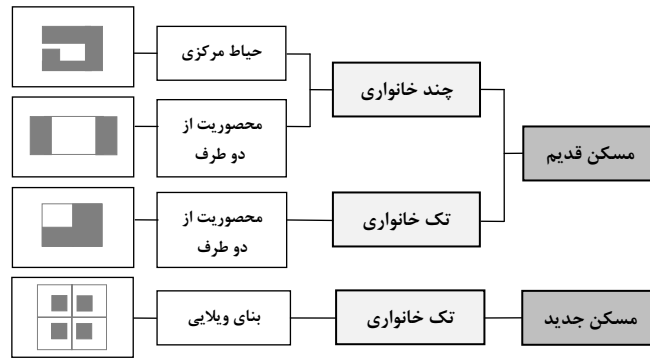 مسکن قدیم
چند خانواری
حیاط مرکزی
محصوریت از
دو طرف
تک خانواری
محصوریت از
دو طرف
مسکن جدید
تک خانواری
بنای ویلایی